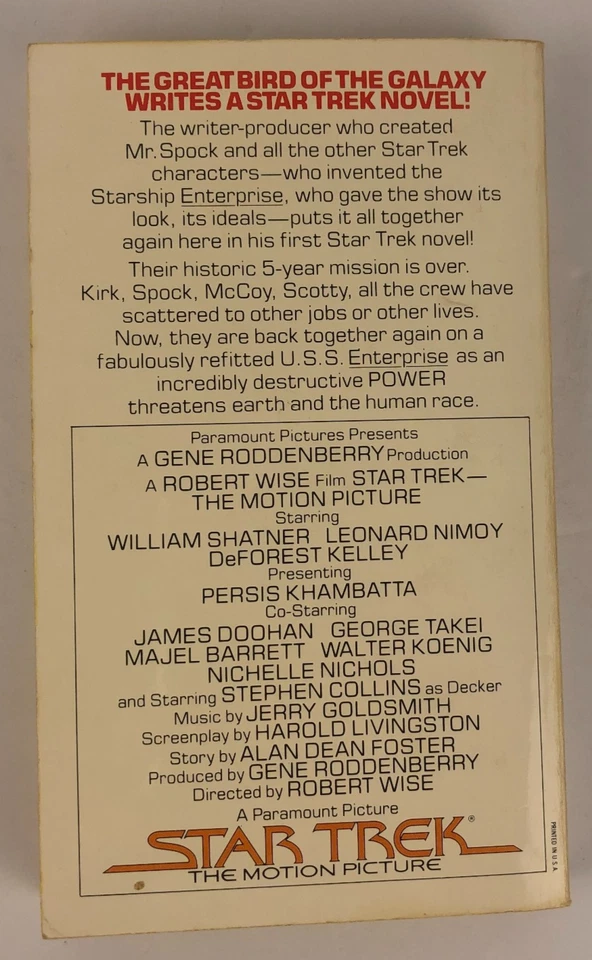 THE GREAT BIRD OF THE GALAXY
WRITES A STAR TREK NOVEL!
The writer-producer who created
Mr. Spock and all the other Star Trek
characters—who invented the
Starship Enterprise, who gave the show its
look, its ideals—puts it all together
again here in his first Star Trek novel!
Their historic 5-year mission is over.
Kirk, Spock, McCoy, Scotty, all the crew have
scattered to other jobs or other lives.
Now, they are back together again on a
fabulously refitted U.S.S. Enterprise as an
incredibly destructive POWER
threatens earth and the human race.
Paramount Pictures Presents
A GENE RODDENBERRY Production
A ROBERT WISE Film STAR TREK—
THE MOTION PICTURE
Starring
WILLIAM SHATNER LEONARD NIMOY
DeFOREST KELLEY
Presenting
PERSIS KHAMBATTA
Co-Starring
JAMES DOOHAN GEORGE TAKEI
MAJEL BARRETT WALTER KOENIG
NICHELLE NICHOLS
and Starring STEPHEN COLLINS as Decker
Music by JERRY GOLDSMITH
Screenplay by HAROLD LIVINGSTON
Story by ALAN DEAN FOSTER
Produced by GENE RODDENBERRY
Directed by ROBERT WISE
A Paramount Picture
STAR TREK®
THE MOTION PICTURE
PRINTED IN U.S.A.